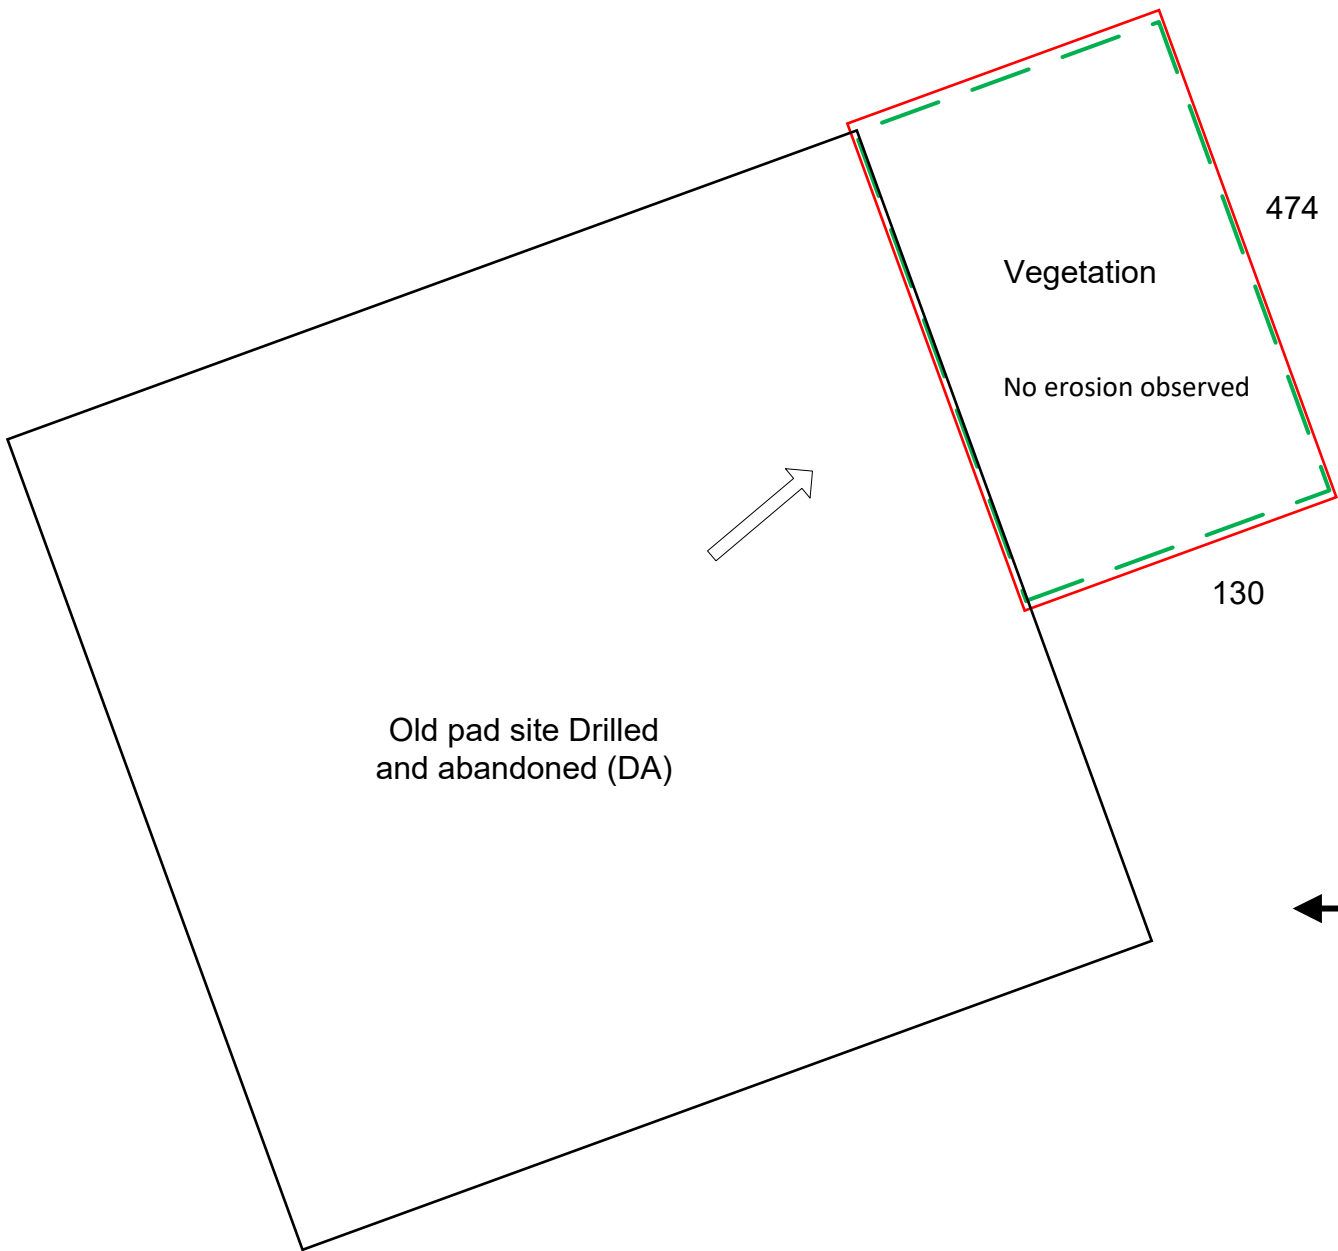 474
Vegetation
No erosion observed
130
Old pad site Drilled
and abandoned (DA)